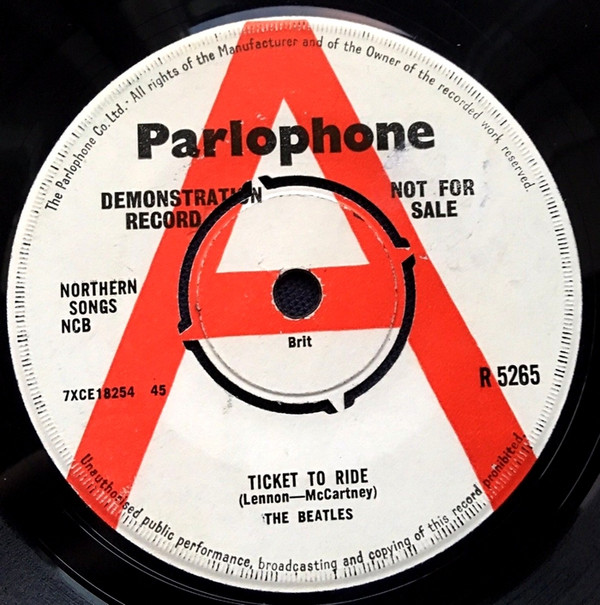 The Parlophone Co. Ltd. · All rights of the Manufacturer and of the Owner of the recorded work reserved.
Parlophone
DEMONSTRATION
RECORD
NOT FOR
SALE
NORTHERN
SONGS
NCB
Brit
7XCE18254 45
R 5265
TICKET TO RIDE
(Lennon—McCartney)
THE BEATLES
Unauthorised public performance, broadcasting and copying of this record prohibited.
A